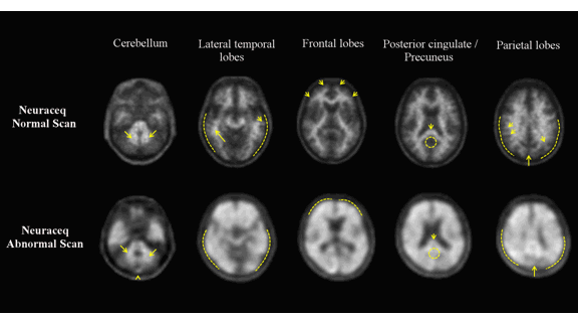 Cerebellum
Lateral temporal
lobes
Frontal lobes
Posterior cingulate /
Precuneus
Parietal lobes
Neuraceq
Normal Scan
Neuraceq
Abnormal Scan